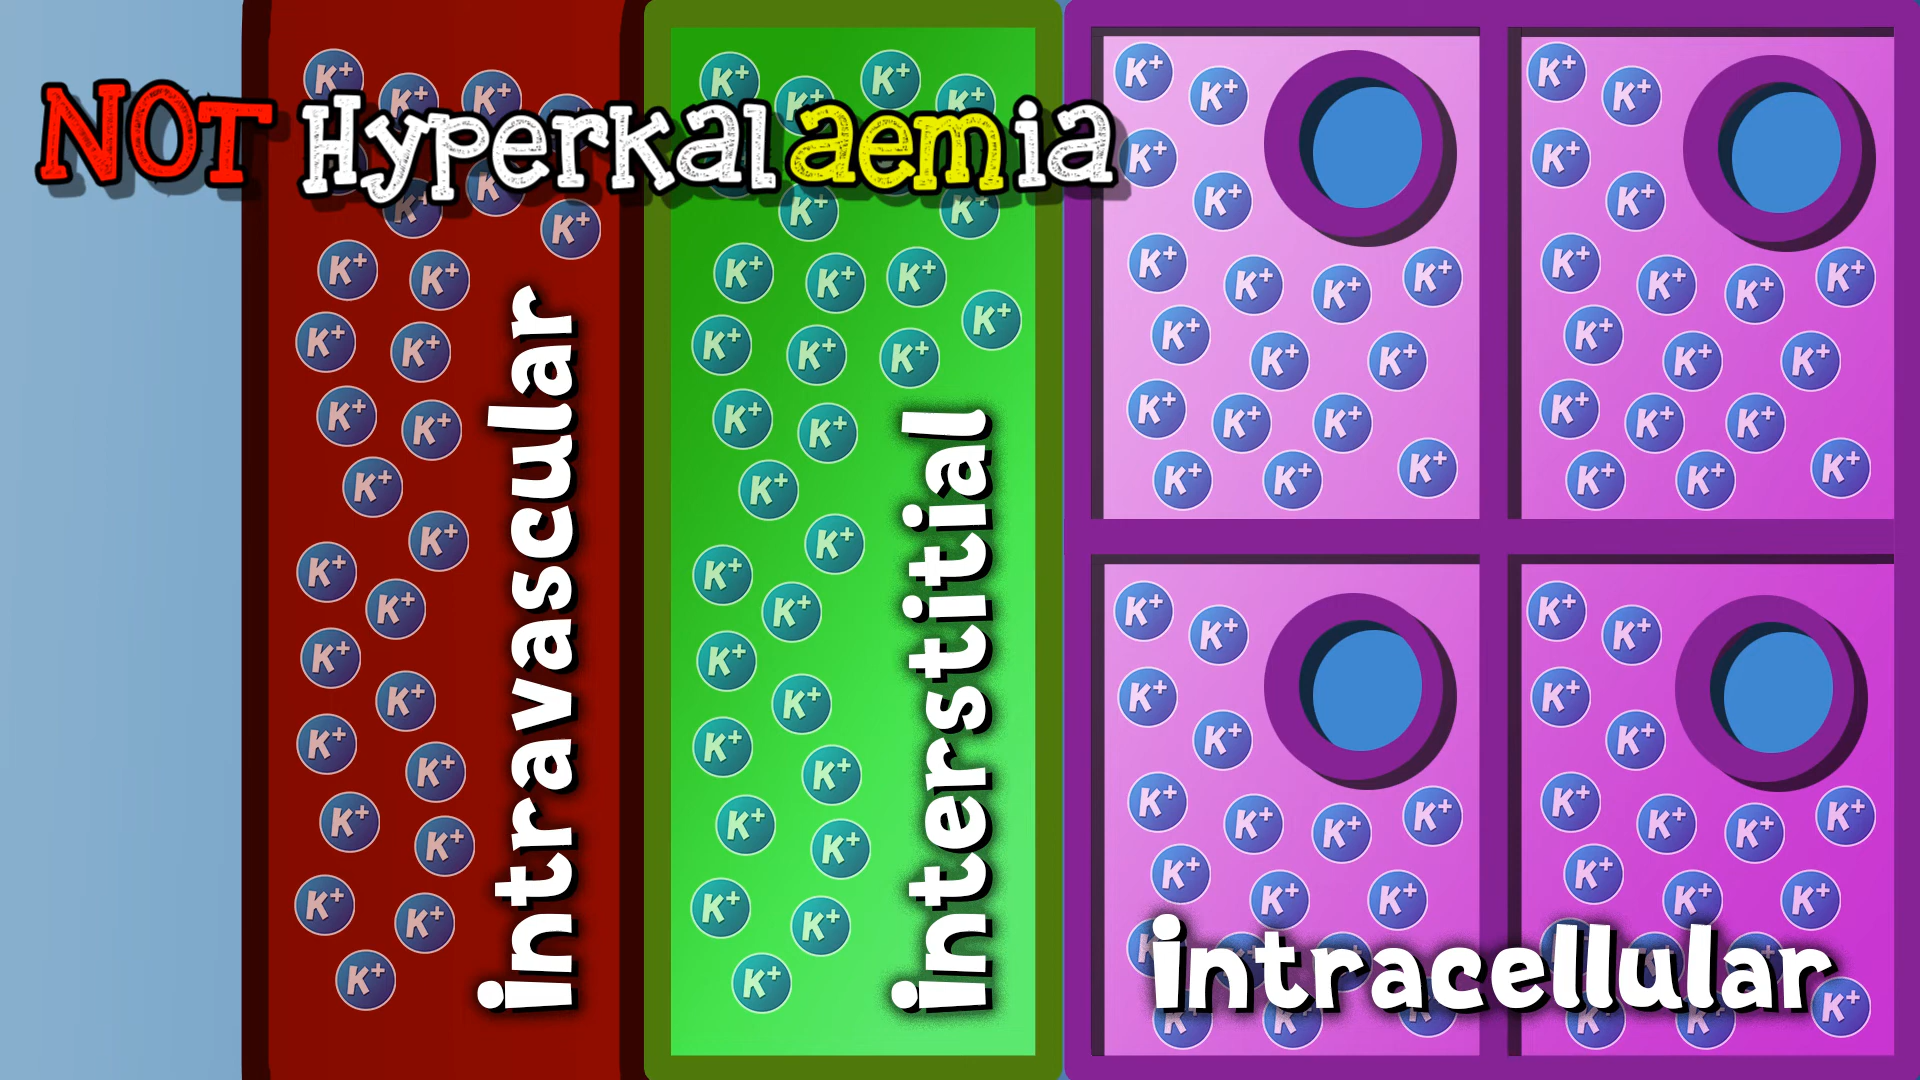 NOT Hyperkalaemia
intravascular
interstitial
intracellular
K+ K+ K+ K+ K+ K+ K+ K+ K+ K+ K+ K+ K+ K+ K+ K+ K+ K+ K+ K+ K+ K+ K+ K+